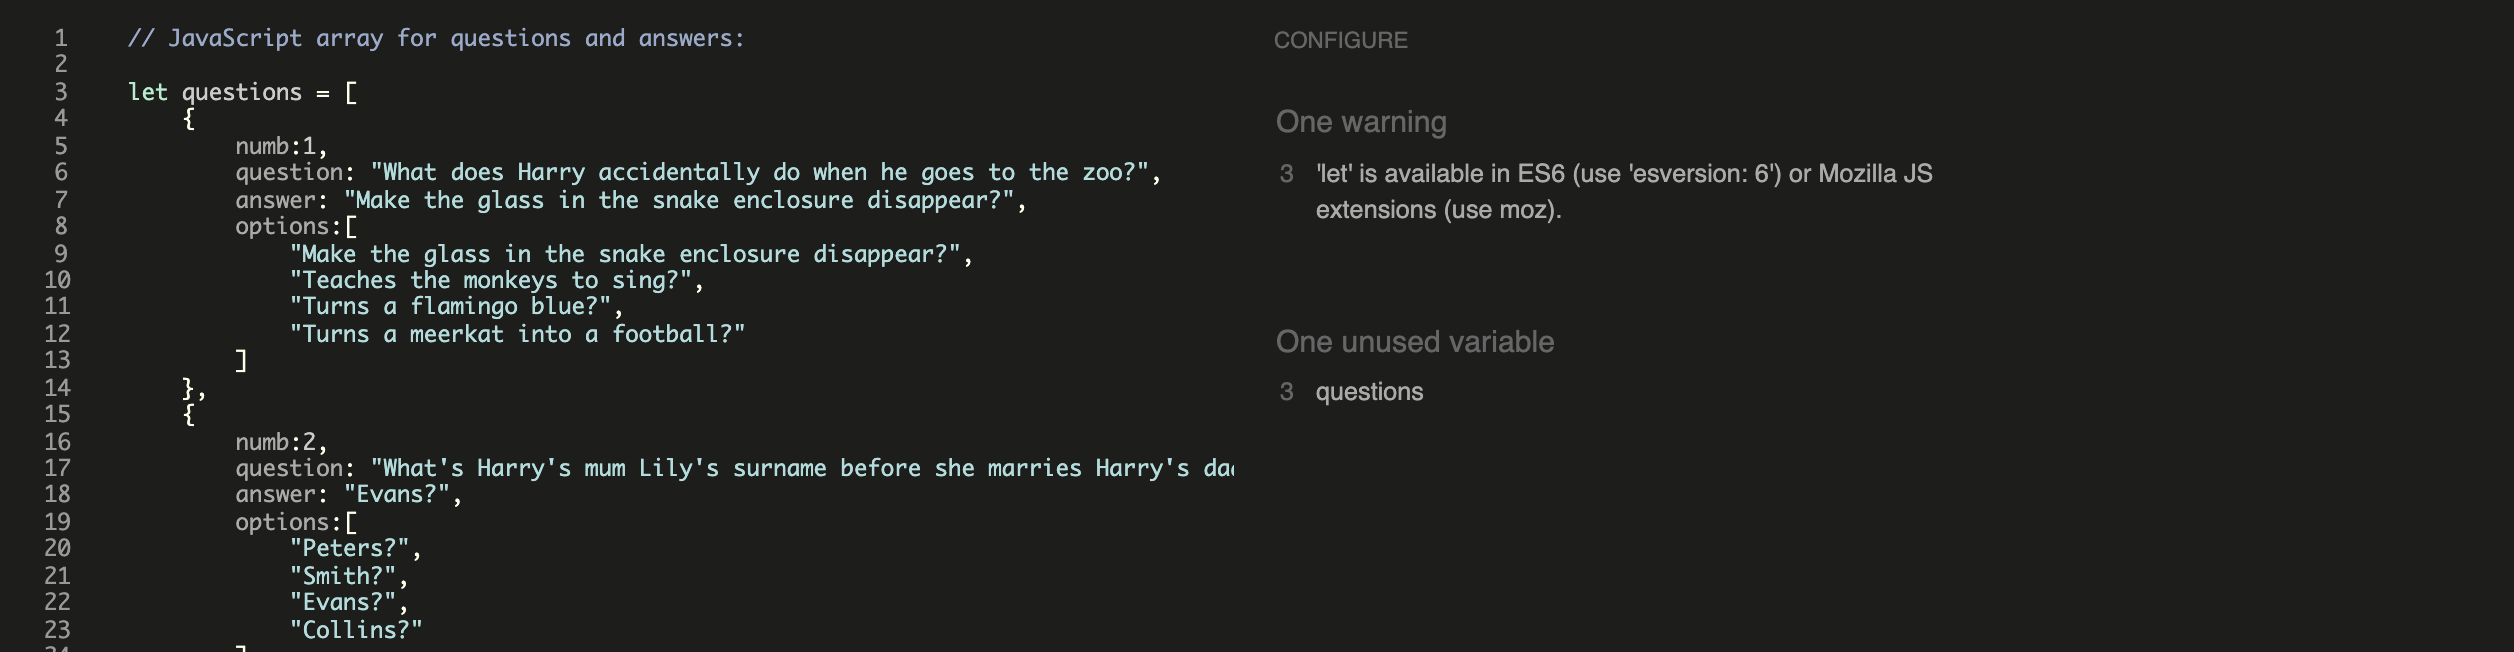 1 // JavaScript array for questions and answers:
2
3 let questions = [
4 {
5 numb:1,
6 question: "What does Harry accidentally do when he goes to the zoo?",
7 answer: "Make the glass in the snake enclosure disappear?",
8 options:[
9 "Make the glass in the snake enclosure disappear?",
10 "Teaches the monkeys to sing?",
11 "Turns a flamingo blue?",
12 "Turns a meerkat into a football?"
13 ]
14 },
15 {
16 numb:2,
17 question: "What's Harry's mum Lily's surname before she marries Harry's
18 answer: "Evans?",
19 options:[
20 "Peters?",
21 "Smith?",
22 "Evans?",
23 "Collins?"
CONFIGURE
One warning
3 'let' is available in ES6 (use 'esversion: 6') or Mozilla JS
extensions (use moz).
One unused variable
3 questions